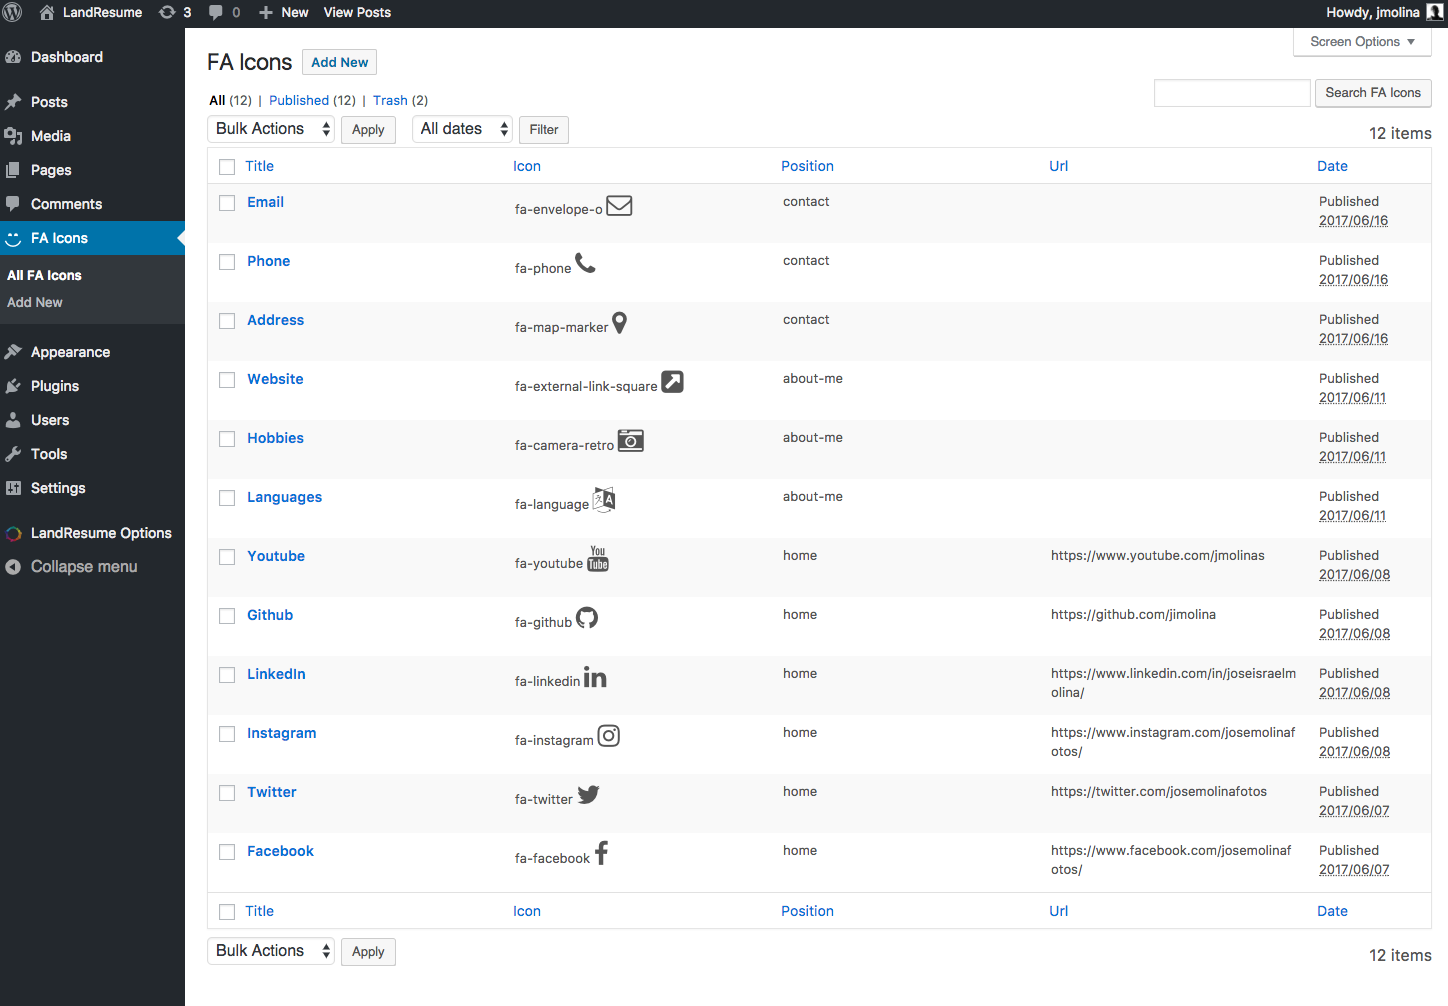 LandResume 3 0 New View Posts Howdy, jmolina
Screen Options
Dashboard
Posts
Media
Pages
Comments
FA Icons
All FA Icons
Add New
Appearance
Plugins
Users
Tools
Settings
LandResume Options
Collapse menu
FA Icons Add New
All (12) | Published (12) | Trash (2)
Search FA Icons
Bulk Actions Apply All dates Filter
12 items
Title Icon Position Url Date
Email fa-envelope-o contact Published
2017/06/16
Phone fa-phone contact Published
2017/06/16
Address fa-map-marker contact Published
2017/06/16
Website fa-external-link-square about-me Published
2017/06/11
Hobbies fa-camera-retro about-me Published
2017/06/11
Languages fa-language about-me Published
2017/06/11
Youtube fa-youtube You Tube home https://www.youtube.com/jmolinas Published
2017/06/08
Github fa-github home https://github.com/jimolina Published
2017/06/08
LinkedIn fa-linkedin in home https://www.linkedin.com/in/joseisraelm Published
olina/ 2017/06/08
Instagram fa-instagram home https://www.instagram.com/josemolinaf Published
otos/ 2017/06/08
Twitter fa-twitter home https://twitter.com/josemolinafotos Published
2017/06/07
Facebook fa-facebook home https://www.facebook.com/josemolinaf Published
otos/ 2017/06/07
Title Icon Position Url Date
Bulk Actions Apply
12 items